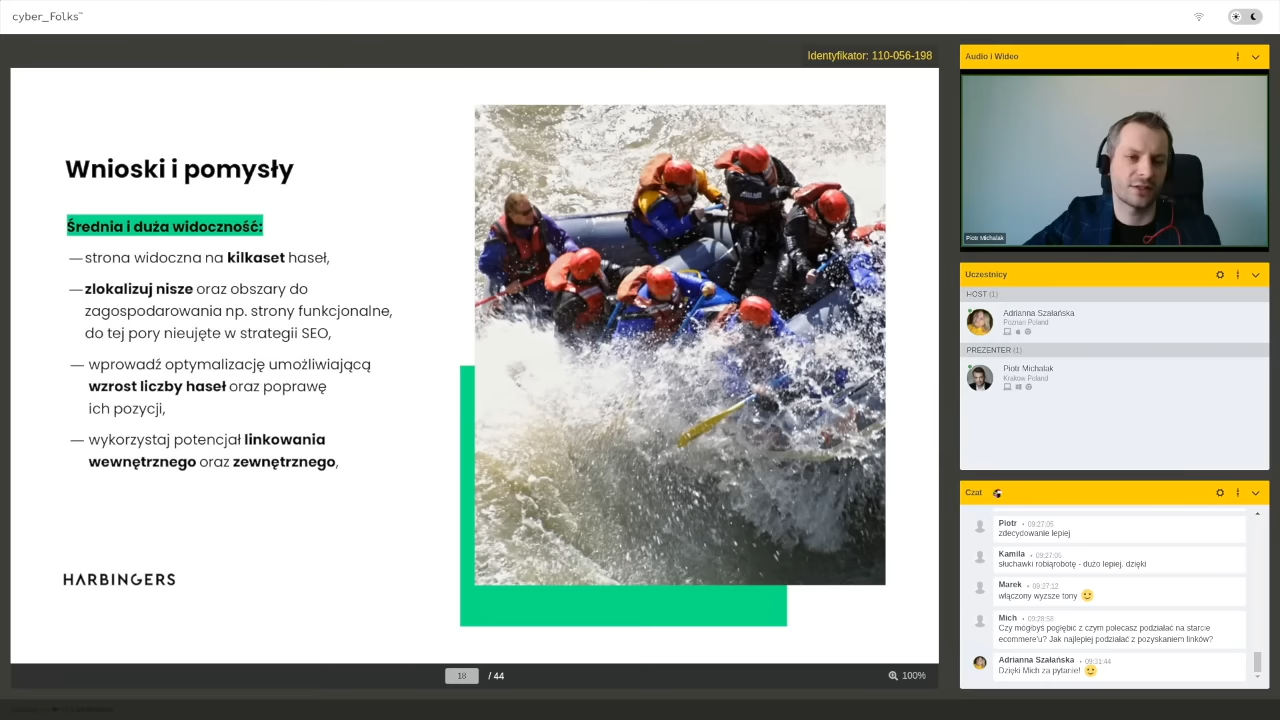 cyber_Folks™
Identyfikator: 110-056-198
Wnioski i pomysły
Średnia i duża widoczność:
— strona widoczna na kilkaset haseł,
— zlokalizuj nisze oraz obszary do
zagospodarowania np. strony funkcjonalne,
do tej pory nieujęte w strategii SEO,
— wprowadź optymalizację umożliwiającą
wzrost liczby haseł oraz poprawę
ich pozycji,
— wykorzystaj potencjał linkowania
wewnętrznego oraz zewnętrznego,
HARBINGERS
18 / 44
100%
Audio i Wideo
Piotr Michalak
Uczestnicy
HOST (1)
Adrianna Szałańska
Poznan Poland
PREZENTER (1)
Piotr Michalak
Krakow Poland
Czat
Piotr • 09:27:05
zdecydowanie lepiej
Kamila • 09:27:05
słuchawki robiąrobotę - dużo lepiej. dzięki
Marek • 09:27:12
włączony wyzsze tony
Mich • 09:28:58
Czy mógłbyś pogłębić z czym polecasz podziałać na starcie
ecommere'u? Jak najlepiej podziałać z pozyskaniem linków?
Adrianna Szałańska • 09:31:44
Dzięki Mich za pytanie!